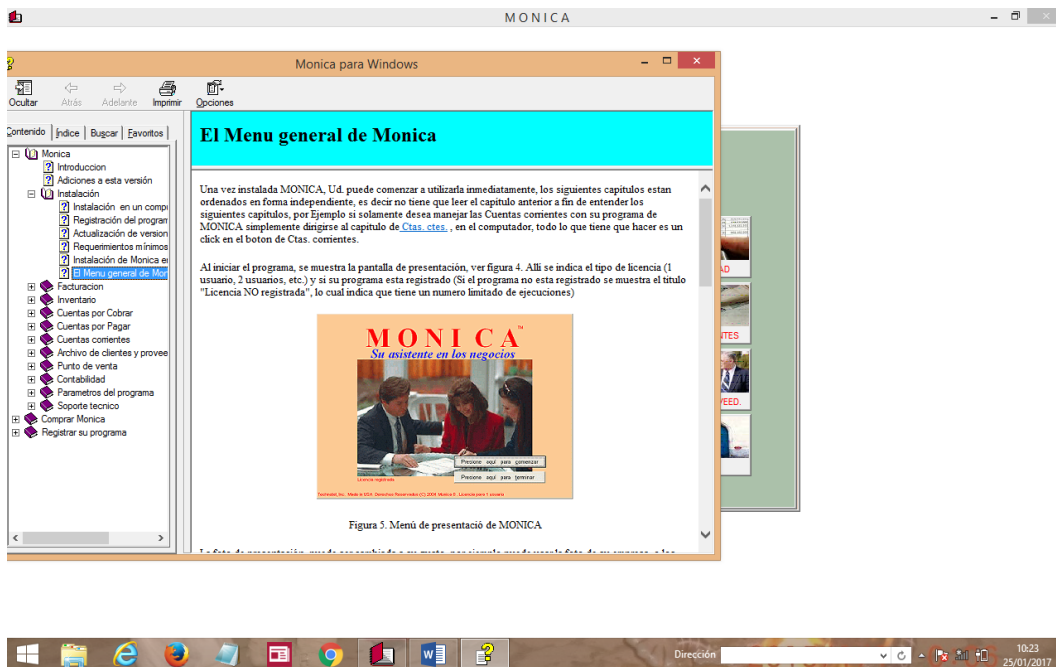 M O N I C A
Monica para Windows
Ocultar
Atrás
Adelante
Imprimir
Opciones
Contenido
Índice
Buscar
Favoritos
Monica
Introduccion
Adiciones a esta versión
Instalación
Instalación en un compu
Registración del program
Actualización de version
Requerimientos mínimos
Instalación de Monica en
El Menu general de Mon
Facturacion
Inventario
Cuentas por Cobrar
Cuentas por Pagar
Cuentas corrientes
Archivo de clientes y provee
Punto de venta
Contabilidad
Parametros del programa
Soporte tecnico
Comprar Monica
Registrar su programa
El Menu general de Monica
Una vez instalada MONICA, Ud. puede comenzar a utilizarla inmediatamente, los siguientes capitulos estan
ordenados en forma independiente, es decir no tiene que leer el capitulo anterior a fin de entender los
siguientes capitulos, por Ejemplo si solamente desea manejar las Cuentas corrientes con su programa de
MONICA simplemente dirigirse al capitulo de Ctas. ctes. , en el computador, todo lo que tiene que hacer es un
click en el boton de Ctas. corrientes.
Al iniciar el programa, se muestra la pantalla de presentación, ver figura 4. Alli se indica el tipo de licencia (1
usuario, 2 usuarios, etc.) y si su programa esta registrado (Si el programa no esta registrado se muestra el titulo
"Licencia NO registrada", lo cual indica que tiene un numero limitado de ejecuciones)
M O N I C A™
Su asistente en los negocios
Presione aquí para comenzar
Presione aquí para terminar
Licencia registrada
Figura 5. Menú de presentació de MONICA
AD
TES
VEED.
Dirección
10:23
25/01/2017